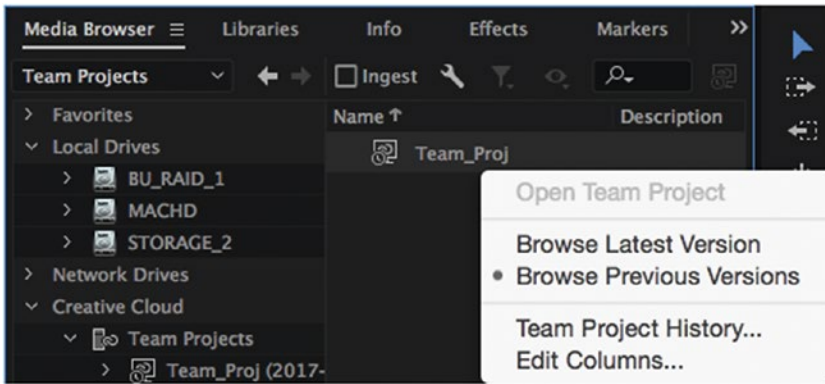 Media Browser Libraries Info Effects Markers
Team Projects Ingest
Favorites
Name Description
Local Drives
Team_Proj
BU_RAID_1
MACHD
STORAGE_2
Network Drives
Creative Cloud
Team Projects
Team_Proj (2017-
Open Team Project
Browse Latest Version
Browse Previous Versions
Team Project History...
Edit Columns...